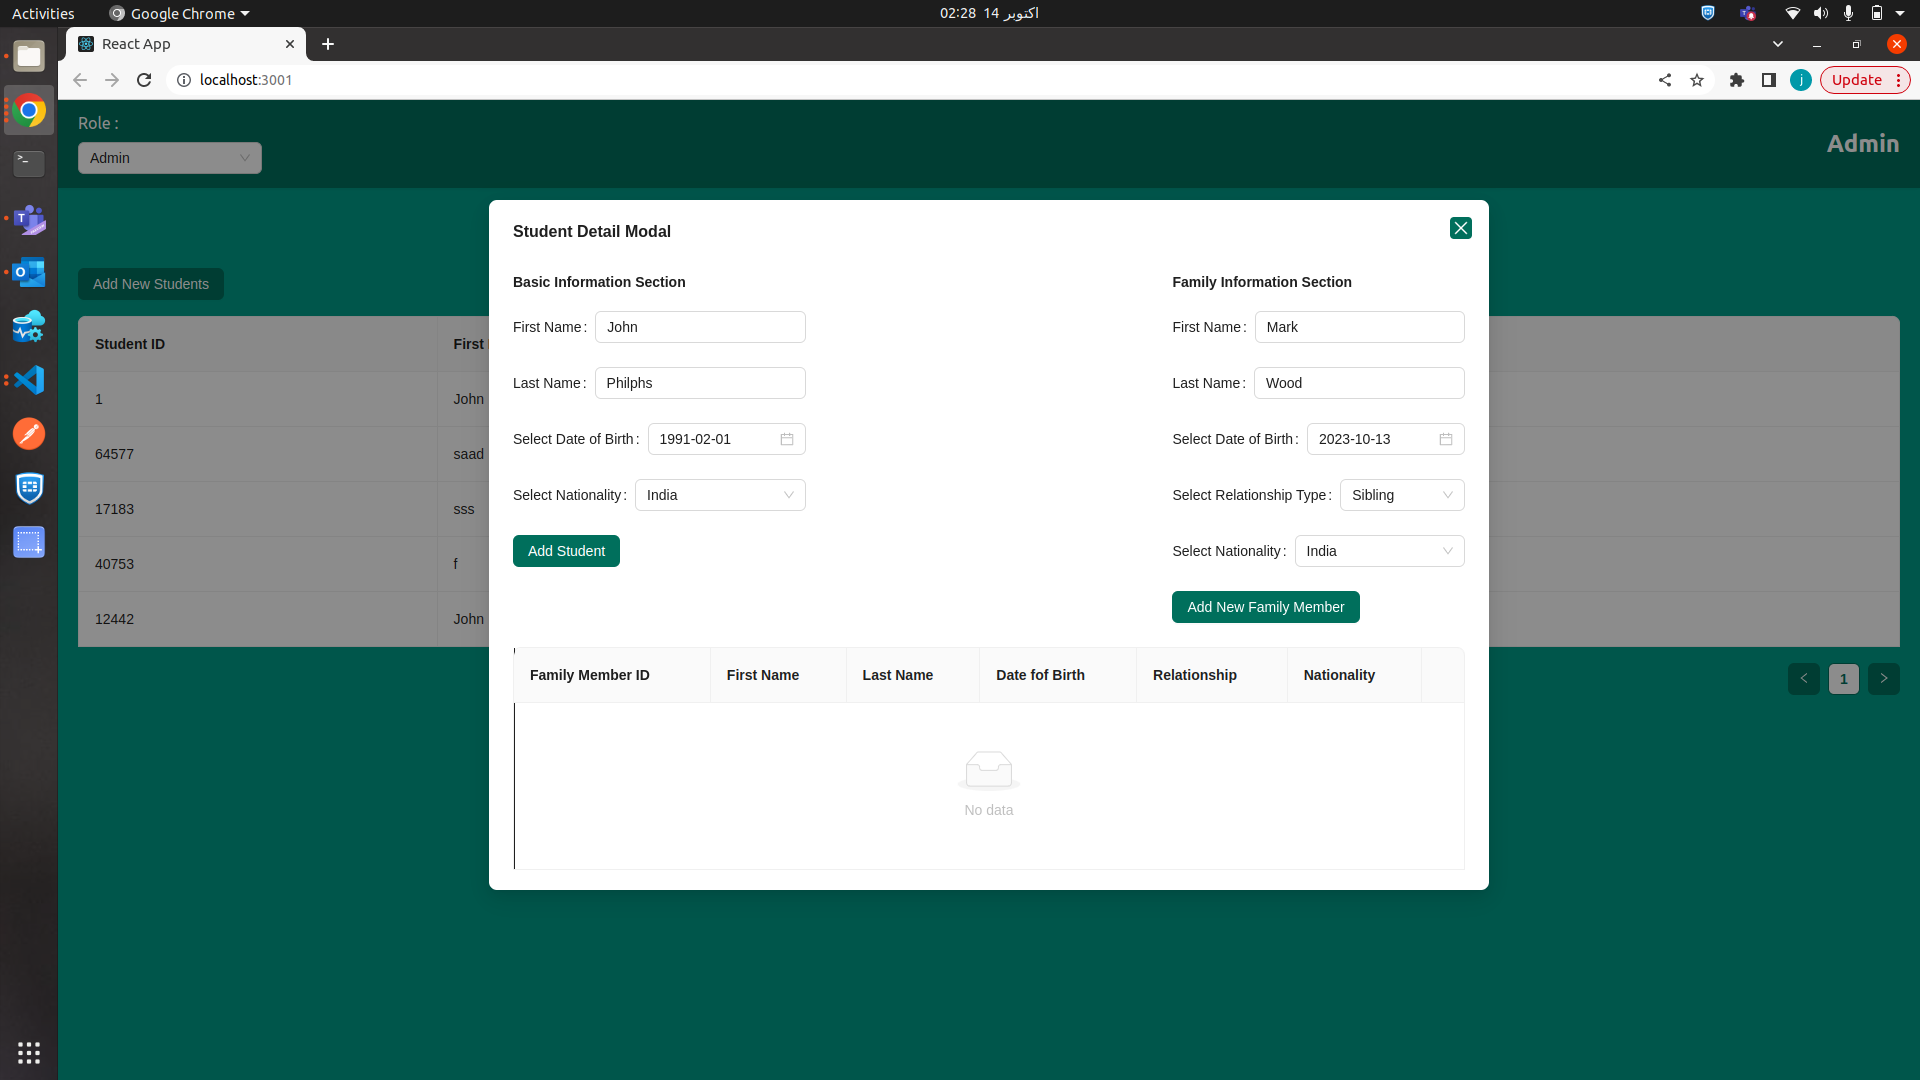 Activities
Google Chrome
02:28 14 اکتوبر
React App
localhost:3001
Update
j
Role :
Admin
Admin
Add New Students
Student ID
First
1
John
64577
saad
17183
sss
40753
f
12442
John
1
Student Detail Modal
Basic Information Section
First Name :
John
Last Name :
Philphs
Select Date of Birth :
1991-02-01
Select Nationality :
India
Add Student
Family Information Section
First Name :
Mark
Last Name :
Wood
Select Date of Birth :
2023-10-13
Select Relationship Type :
Sibling
Select Nationality :
India
Add New Family Member
Family Member ID
First Name
Last Name
Date fof Birth
Relationship
Nationality
No data